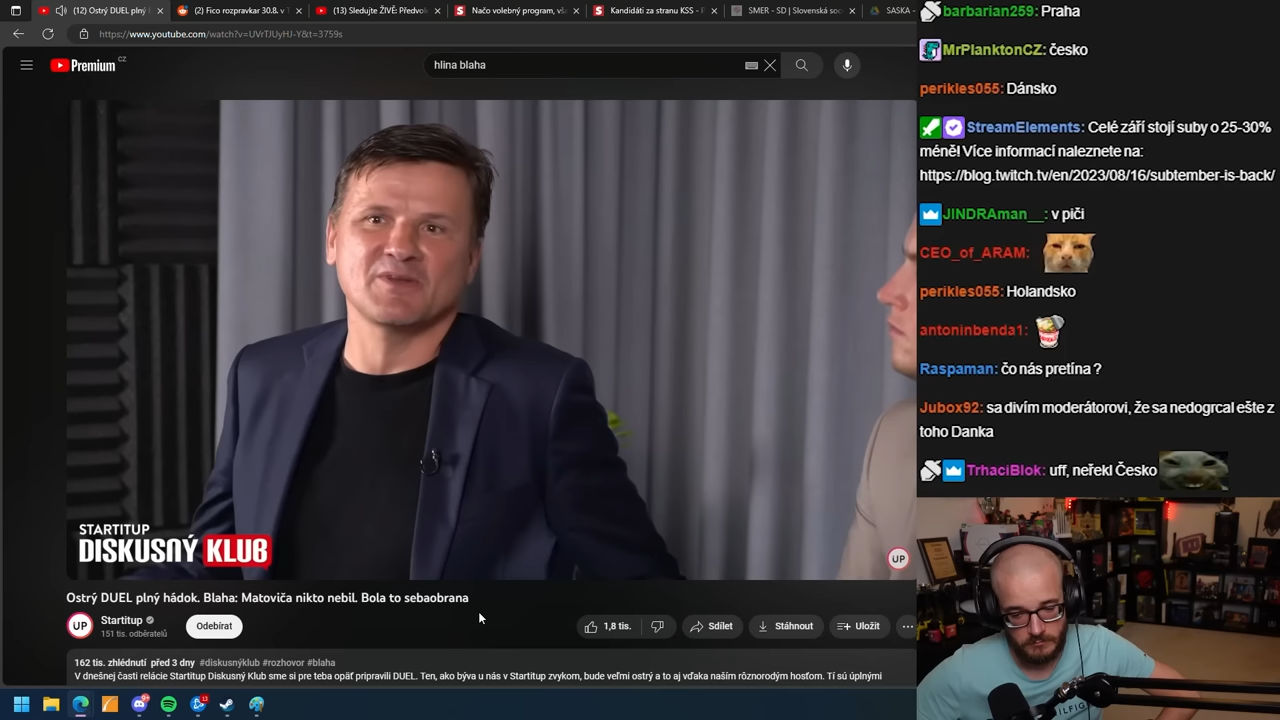 (12) Ostrý DUEL plný h
(2) Fico rozpravkar 30.8. v T
(13) Sledujte ŽIVĚ: Předvole
Načo volebný program, vš
Kandidáti za stranu KSS - P
SMER - SD | Slovenská soc
SASKA -
https://www.youtube.com/watch?v=UVrTJUyHJ-Y&t=3759s
Premium CZ
hlina blaha
STARTITUP
DISKUSNÝ KLUB
UP
Ostrý DUEL plný hádok. Blaha: Matoviča nikto nebil. Bola to sebaobrana
UP
Startitup
151 tis. odběratelů
Odebírat
1,8 tis.
Sdílet
Stáhnout
Uložit
162 tis. zhlédnutí před 3 dny #diskusnýklub #rozhovor #blaha
V dnešnej časti relácie Startitup Diskusný Klub sme si pre teba opäť pripravili DUEL. Ten, ako býva u nás v Startitup zvykom, bude veľmi ostrý a to aj vďaka našim rôznorodým hosťom. Tí sú úplnými
barbarian259: Praha
MrPlanktonCZ: česko
perikles055: Dánsko
StreamElements: Celé září stojí suby o 25-30%
méně! Více informací naleznete na:
https://blog.twitch.tv/en/2023/08/16/subtember-is-back/
JINDRAman__: v piči
CEO_of_ARAM:
perikles055: Holandsko
antoninbenda1:
Raspaman: čo nás pretína ?
Jubox92: sa divím moderátorovi, že sa nedogrcal ešte z
toho Danka
TrhaciBlok: uff, neřekl Česko